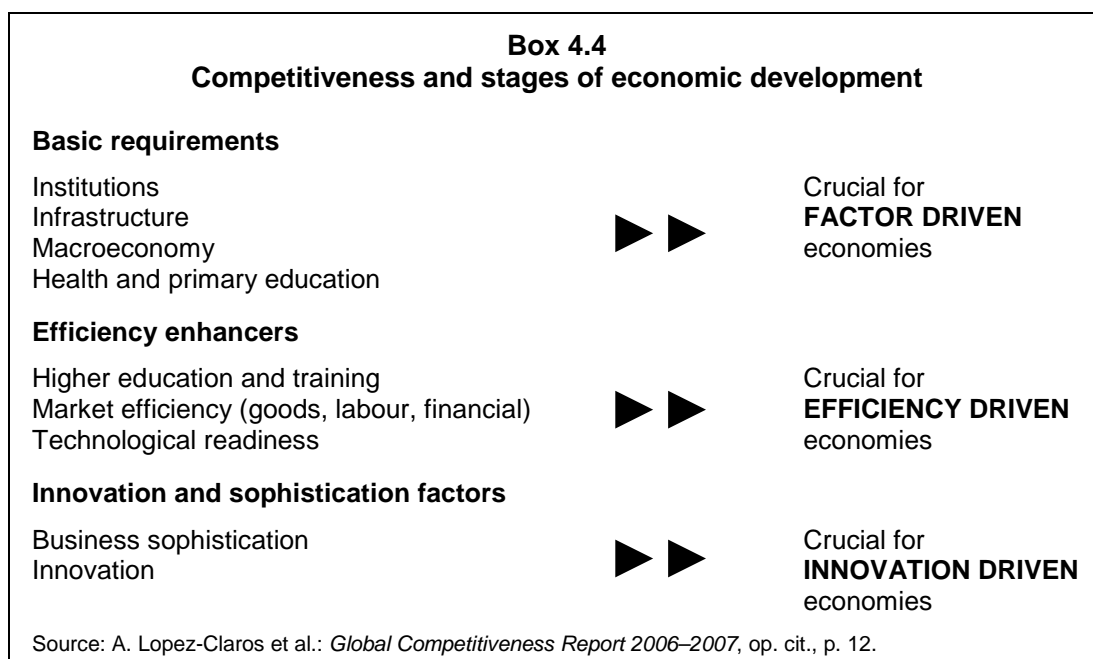 Box 4.4
Competitiveness and stages of economic development
Basic requirements
Institutions
Infrastructure
Macroeconomy
Health and primary education
Crucial for
FACTOR DRIVEN
economies
Efficiency enhancers
Higher education and training
Market efficiency (goods, labour, financial)
Technological readiness
Crucial for
EFFICIENCY DRIVEN
economies
Innovation and sophistication factors
Business sophistication
Innovation
Crucial for
INNOVATION DRIVEN
economies
Source: A. Lopez-Claros et al.: Global Competitiveness Report 2006–2007, op. cit., p. 12.